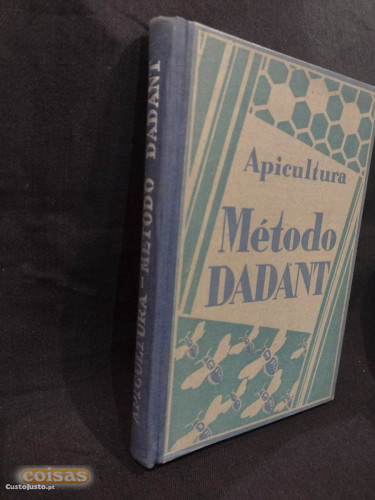 Apicultura
Método
DADANT
APICULTURA - MÉTODO DADANT
coisas
CustoJusto.pt